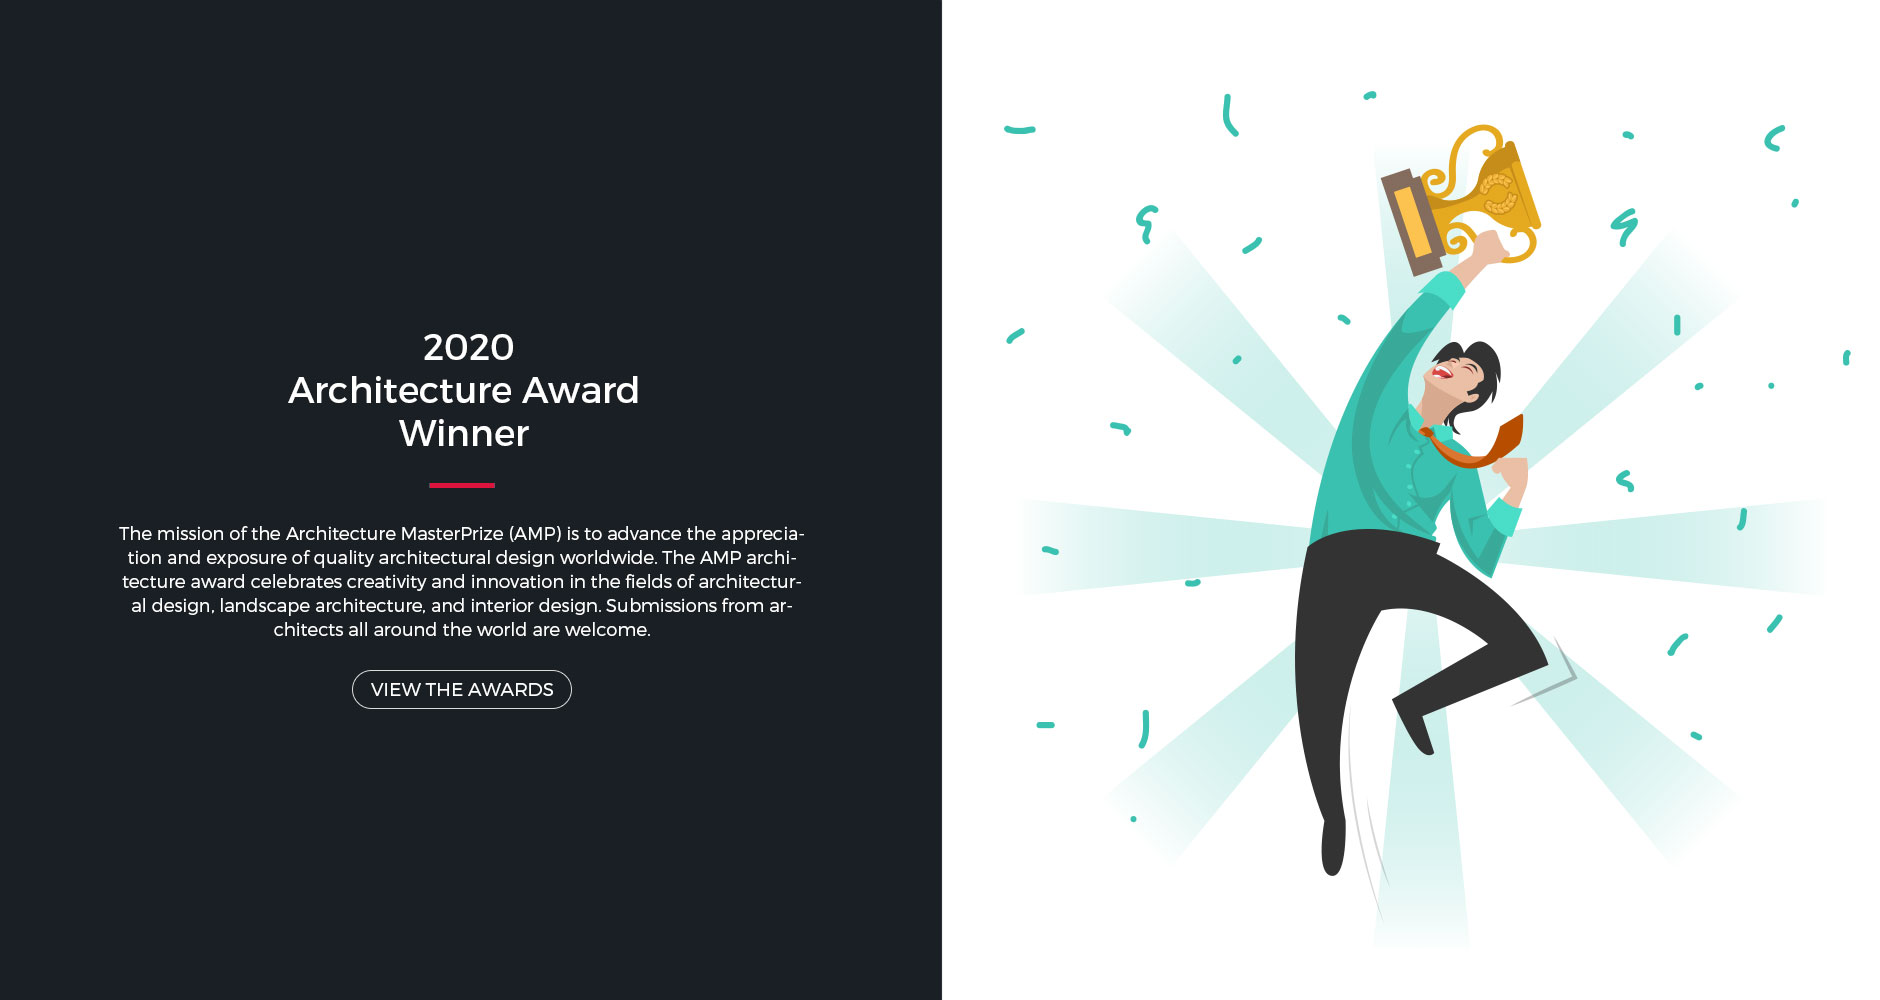 2020
Architecture Award
Winner
The mission of the Architecture MasterPrize (AMP) is to advance the apprecia-
tion and exposure of quality architectural design worldwide. The AMP archi-
tecture award celebrates creativity and innovation in the fields of architectur-
al design, landscape architecture, and interior design. Submissions from ar-
chitects all around the world are welcome.
VIEW THE AWARDS